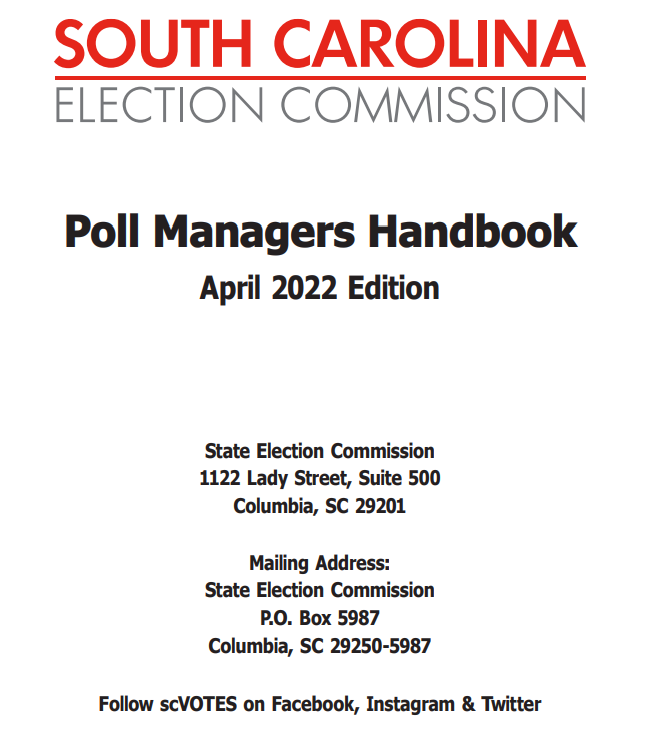 SOUTH CAROLINA
ELECTION COMMISSION
Poll Managers Handbook
April 2022 Edition
State Election Commission
1122 Lady Street, Suite 500
Columbia, SC 29201
Mailing Address:
State Election Commission
P.O. Box 5987
Columbia, SC 29250-5987
Follow scVOTES on Facebook, Instagram & Twitter